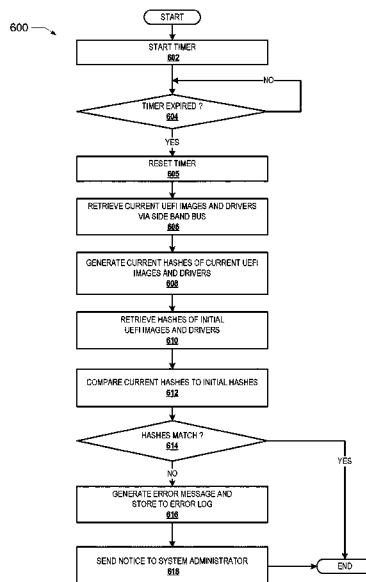 600
START
START TIMER
602
TIMER EXPIRED ?
604
NO
YES
RESET TIMER
605
RETRIEVE CURRENT UEFI IMAGES AND DRIVERS
VIA SIDE BAND BUS
606
GENERATE CURRENT HASHES OF CURRENT UEFI
IMAGES AND DRIVERS
608
RETRIEVE HASHES OF INITIAL
UEFI IMAGES AND DRIVERS
610
COMPARE CURRENT HASHES TO INITIAL HASHES
612
HASHES MATCH ?
614
YES
NO
GENERATE ERROR MESSAGE AND
STORE TO ERROR LOG
616
SEND NOTICE TO SYSTEM ADMINISTRATOR
618
END